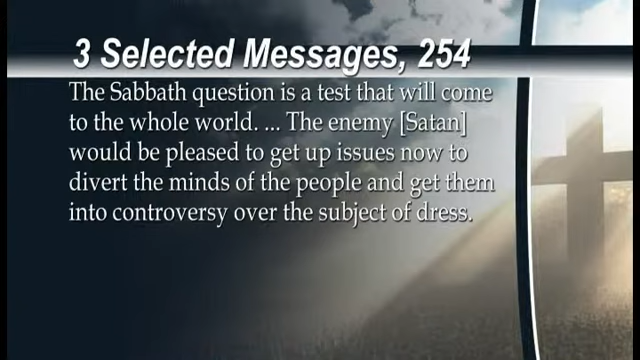 3 Selected Messages, 254
The Sabbath question is a test that will come
to the whole world. ... The enemy [Satan]
would be pleased to get up issues now to
divert the minds of the people and get them
into controversy over the subject of dress.